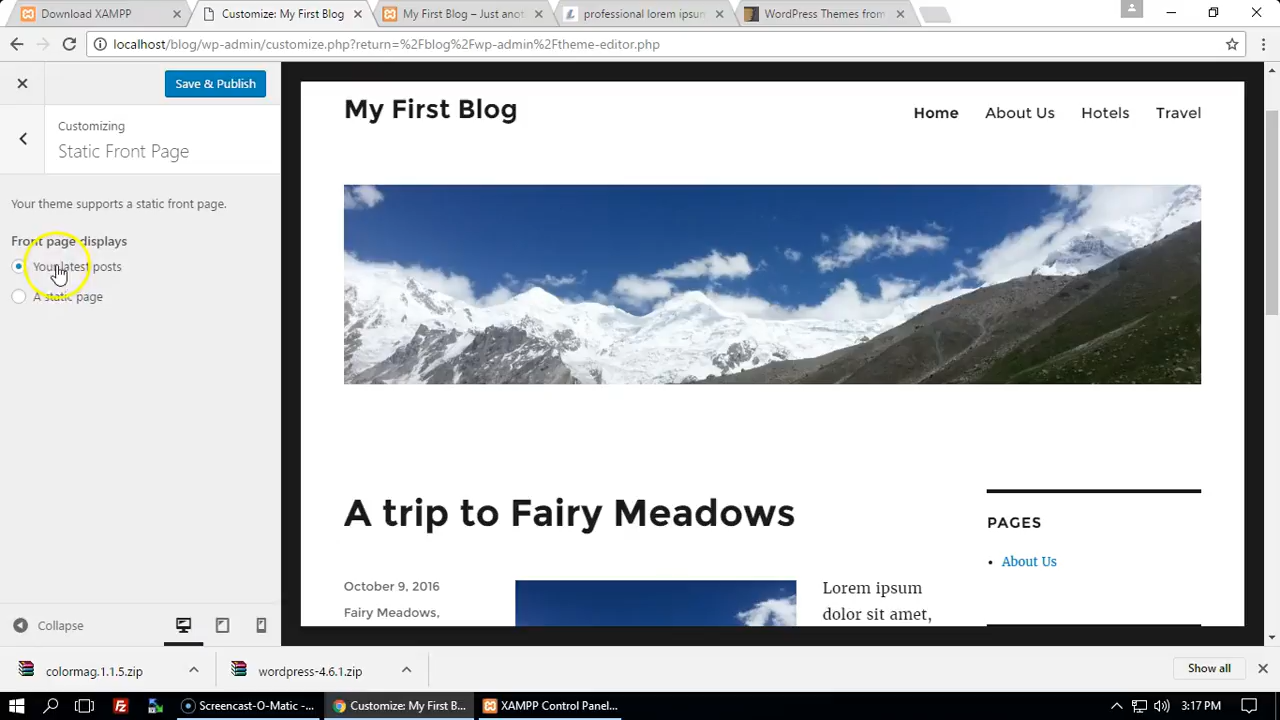 Download XAMPP
Customize: My First Blog
My First Blog – Just anot
professional lorem ipsum
WordPress Themes from
localhost/blog/wp-admin/customize.php?return=%2Fblog%2Fwp-admin%2Ftheme-editor.php
Save & Publish
Customizing
Static Front Page
Your theme supports a static front page.
Front page displays
Your latest posts
A static page
Collapse
My First Blog
Home
About Us
Hotels
Travel
A trip to Fairy Meadows
October 9, 2016
Fairy Meadows,
Lorem ipsum
dolor sit amet,
PAGES
• About Us
colormag.1.1.5.zip
wordpress-4.6.1.zip
Show all
Screencast-O-Matic -...
Customize: My First B...
XAMPP Control Panel...
3:17 PM